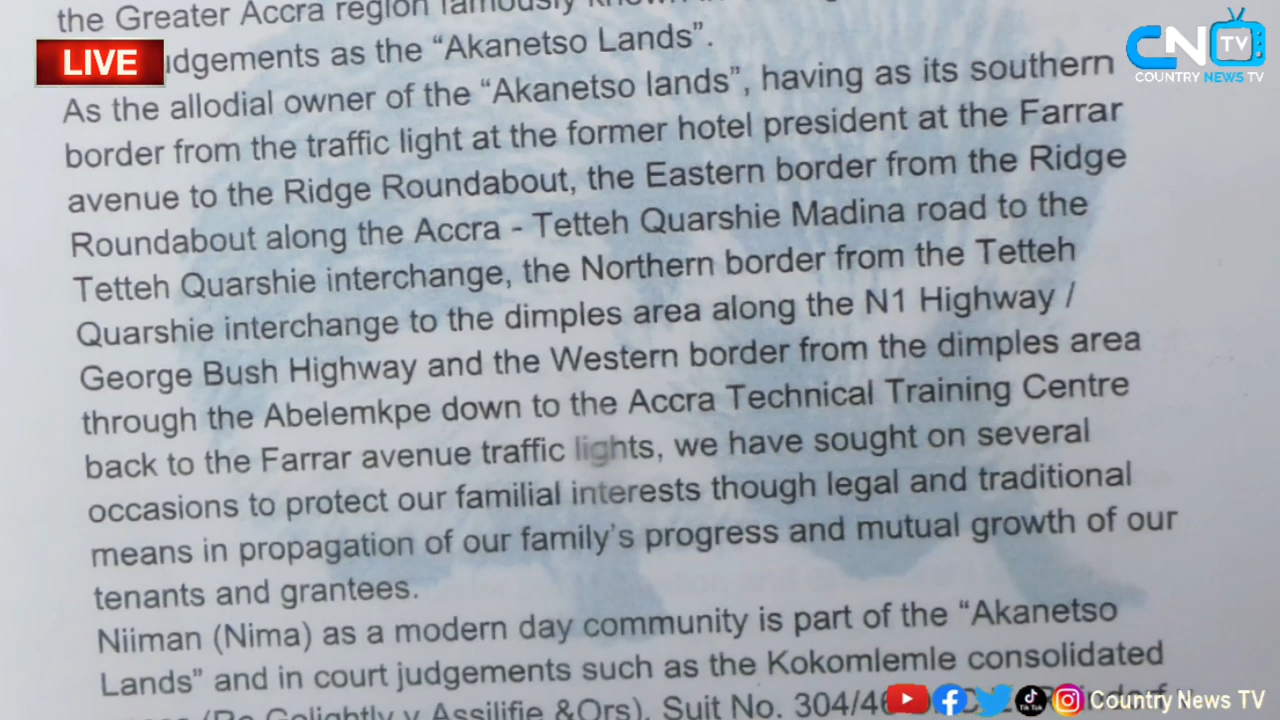 the Greater Accra region famously known
LIVE
CN TV
COUNTRY NEWS TV
judgements as the “Akanetso Lands”.
As the allodial owner of the “Akanetso lands”, having as its southern
border from the traffic light at the former hotel president at the Farrar
avenue to the Ridge Roundabout, the Eastern border from the Ridge
Roundabout along the Accra - Tetteh Quarshie Madina road to the
Tetteh Quarshie interchange, the Northern border from the Tetteh
Quarshie interchange to the dimples area along the N1 Highway /
George Bush Highway and the Western border from the dimples area
through the Abelemkpe down to the Accra Technical Training Centre
back to the Farrar avenue traffic lights, we have sought on several
occasions to protect our familial interests though legal and traditional
means in propagation of our family’s progress and mutual growth of our
tenants and grantees.
Niiman (Nima) as a modern day community is part of the “Akanetso
Lands” and in court judgements such as the Kokomlemle consolidated
(Re Golightly v Assilifie &Ors), Suit No.
Tik Tok
Country News TV